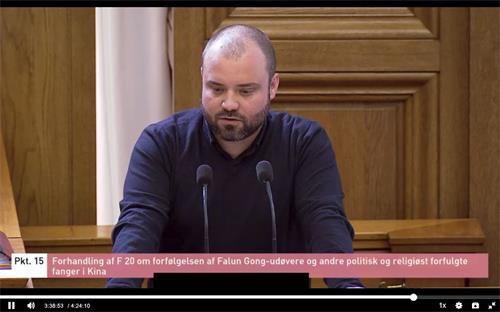 Pkt. 15 Forhandling af F 20 om forfølgelsen af Falun Gong-udøvere og andre politisk og religiøst forfulgte
fanger i Kina
3:38:53 / 4:24:10 1x